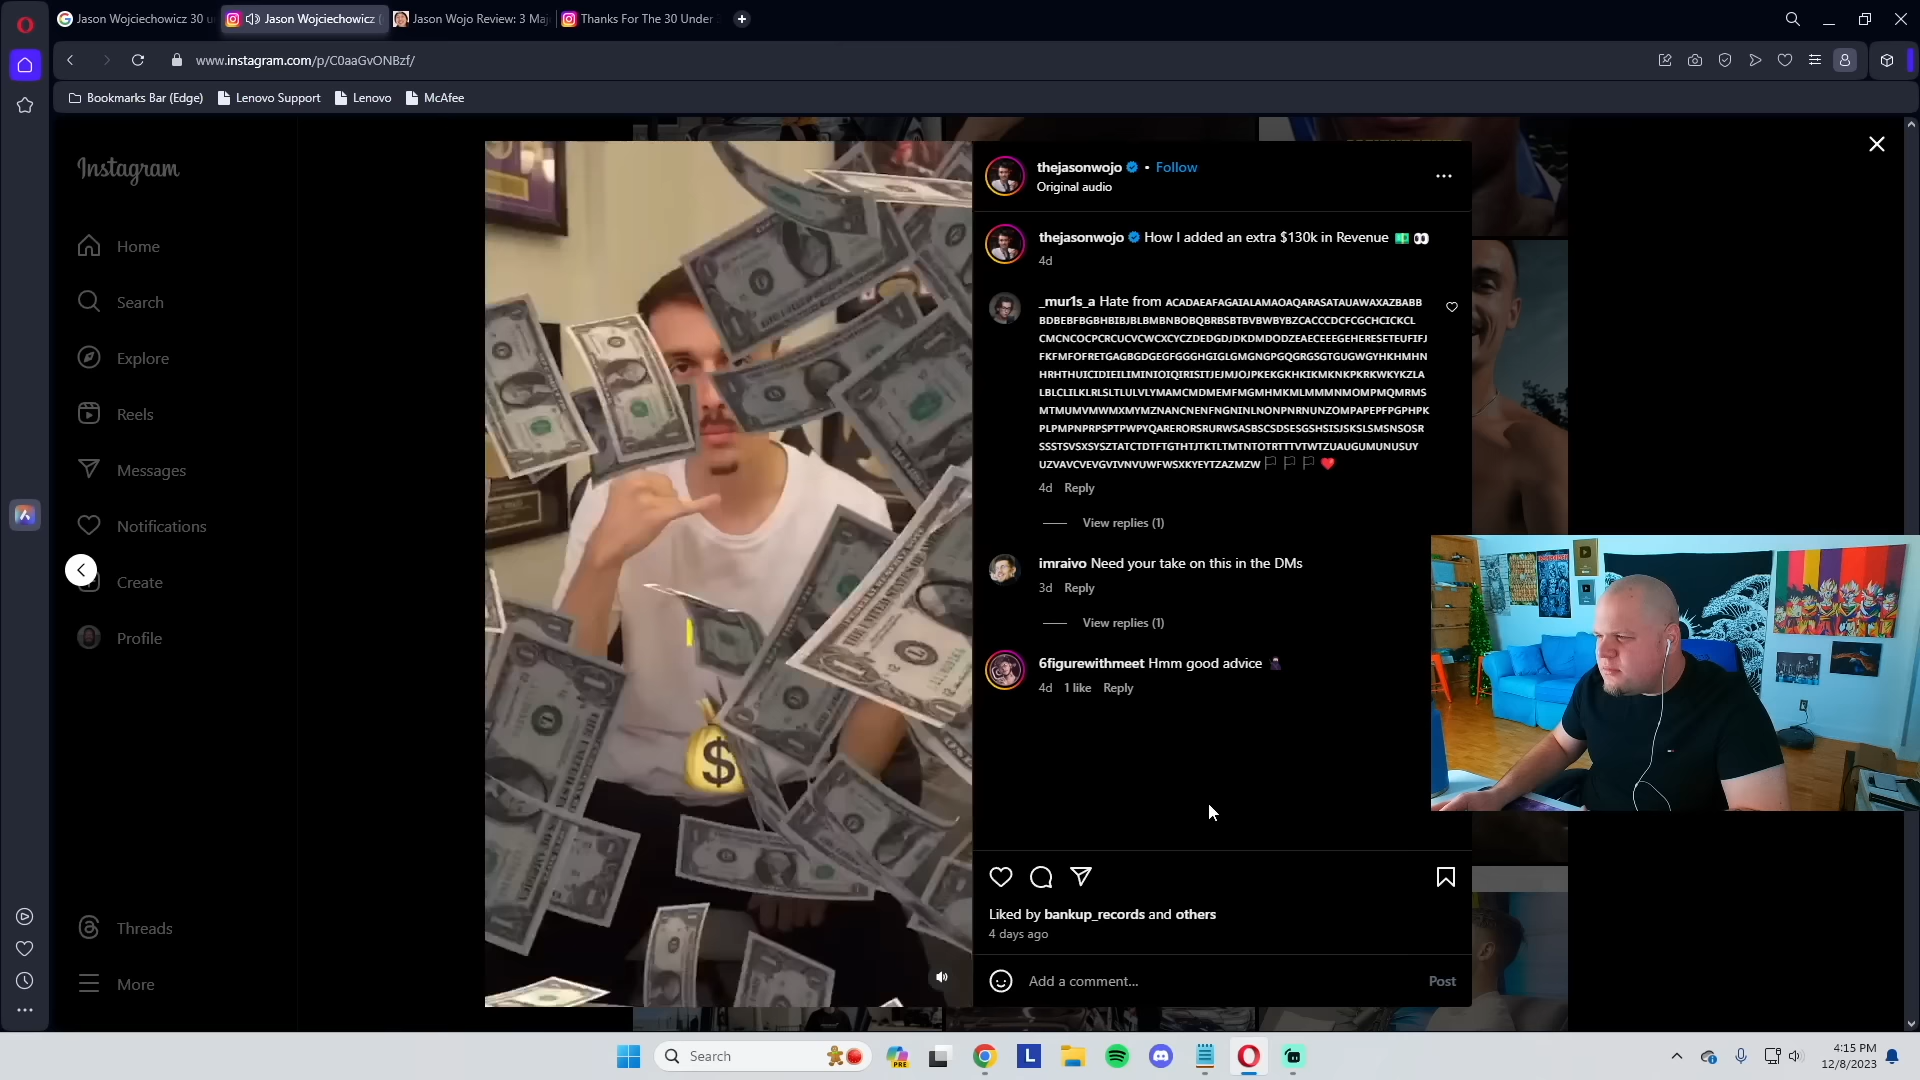 Jason Wojciechowicz 30 u
Jason Wojciechowicz (
Jason Wojo Review: 3 Maj
Thanks For The 30 Under
www.instagram.com/p/C0aaGvONBzf/
Bookmarks Bar (Edge)
Lenovo Support
Lenovo
McAfee
Instagram
Home
Search
Explore
Reels
Messages
Notifications
Create
Profile
Threads
More
thejasonwojo • Follow
Original audio
thejasonwojo How I added an extra $130k in Revenue
4d
_mur1s_a Hate from ACADAEAFAGAIALAMAOAQARASATAUAWAXAZBABB
BDBEBFBGBHBIBJBLBMBNBOBQBRBSBTBVBWBYBZCACCCDCFCGCHCICKCL
CMCNCOCPCRCUCVCWCXCYCZDEDGDJDKDMDODZEAECEEEGEHERESETEUFIFJ
FKFMFOFRETGAGBGDGEGFGGGHGIGLGMGNGPGQGRGSGTGUGWGYHKHMHN
HRHTHUICIDIEILIMINIOIQIRISITJEJMJOJPKEKGKHKIKMKNKPKRKWKYKZLA
LBLCLILKLRLSLTLULVLYMAMCMDMEMFMGMHMKMLMMMNMOMPMQMRMS
MTMUMVMWMXMYMZNANCNENFNGNINLNONPNRNUNZOMPAPEPFPGPHPK
PLPMPNPRPSPTPWPYQARERORSRURWSASBSCSDSESGSHSISJSKSLSMSNSOSR
SSSTSVSXSYSZTATCTDTFTGTHTJTKTLTMTNTOTRTTTVTWTZUAUGUMUNUSUY
UZVAVCVEVGVIVNVUWFWSXKYEYTZAZMZW
4d Reply
View replies (1)
imraivo Need your take on this in the DMs
3d Reply
View replies (1)
6figurewithmeet Hmm good advice
4d 1 like Reply
$
Liked by bankup_records and others
4 days ago
Add a comment...
Post
Search
PRE
L
4:15 PM
12/8/2023